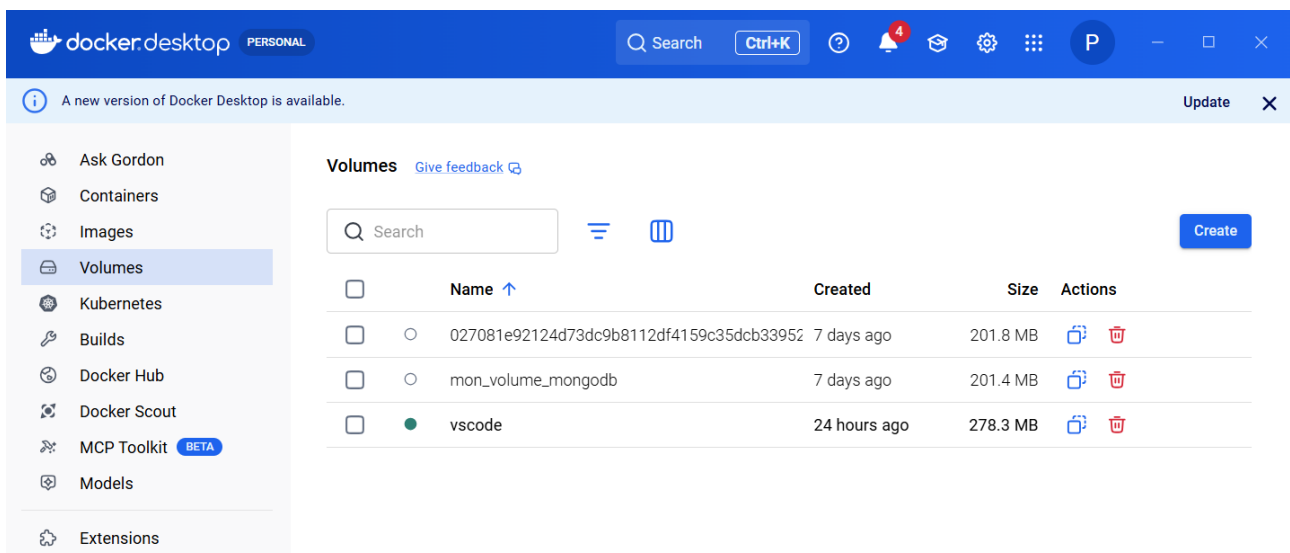 docker.desktop PERSONAL Search Ctrl+K 4 P
A new version of Docker Desktop is available. Update
Ask Gordon
Containers
Images
Volumes
Kubernetes
Builds
Docker Hub
Docker Scout
MCP Toolkit BETA
Models
Extensions
Volumes Give feedback
Search Create
Name Created Size Actions
027081e92124d73dc9b8112df4159c35dcb33952 7 days ago 201.8 MB
mon_volume_mongodb 7 days ago 201.4 MB
vscode 24 hours ago 278.3 MB